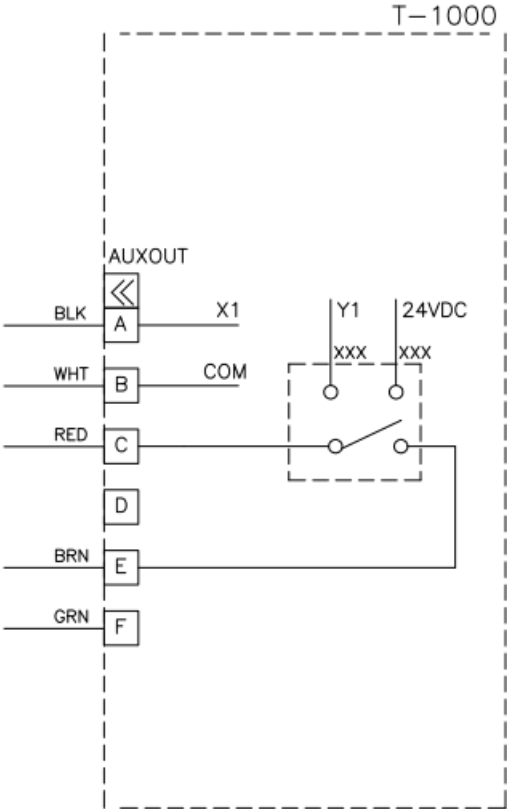 T-1000
AUXOUT
BLK A X1 Y1 24VDC
XXX XXX
WHT B COM
RED C
D
BRN E
GRN F